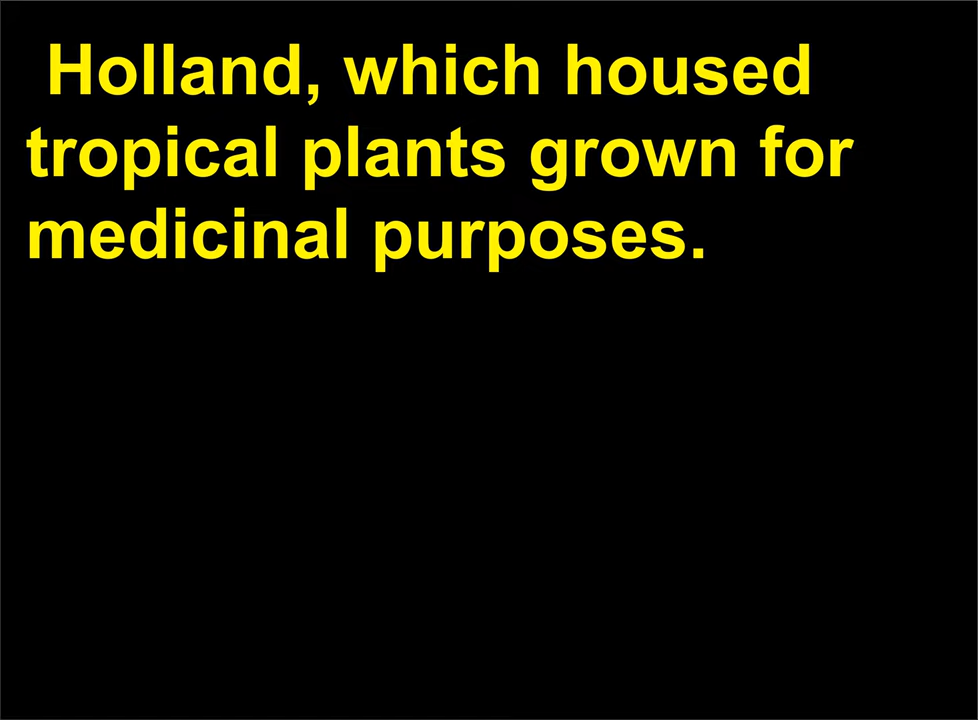 Holland, which housed
tropical plants grown for
medicinal purposes.